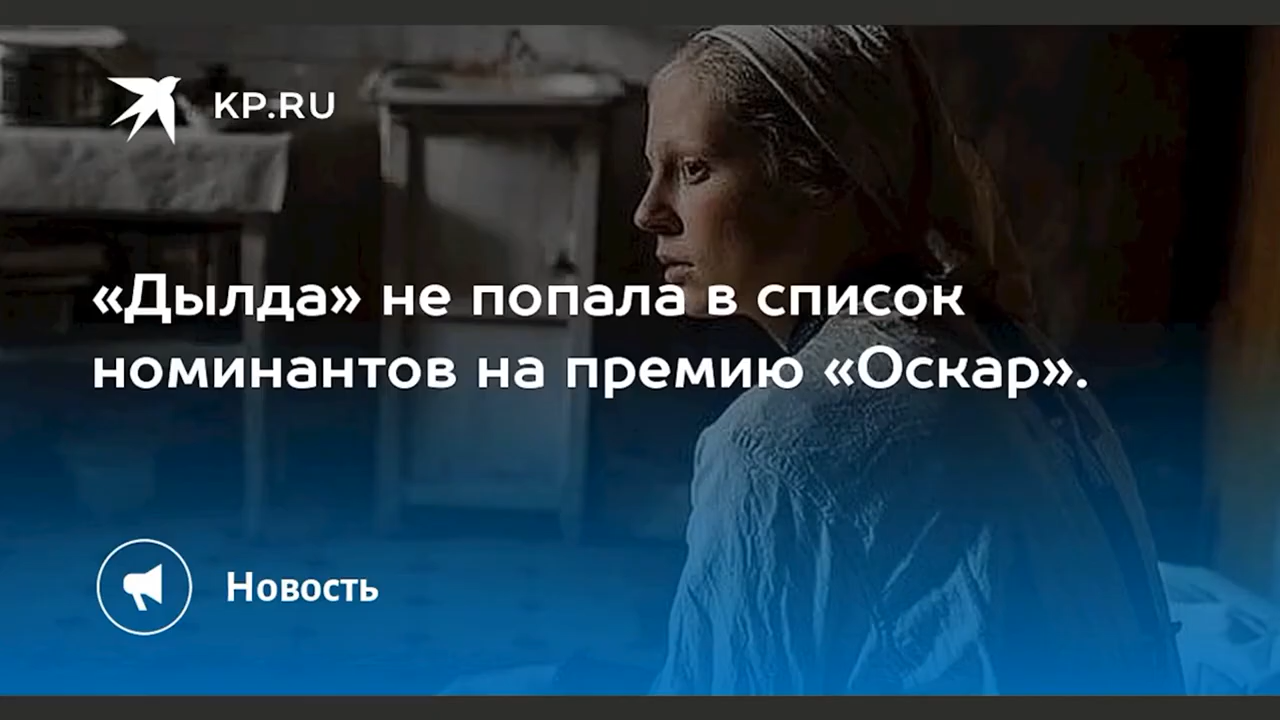 KP.RU
«Дылда» не попала в список
номинантов на премию «Оскар».
Новость